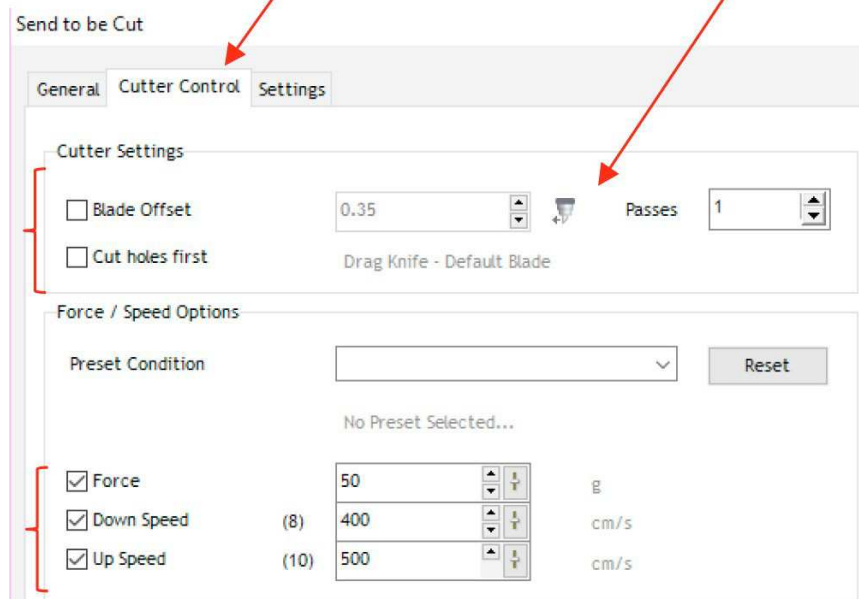 Send to be Cut
General Cutter Control Settings
Cutter Settings
Blade Offset 0.35 Passes 1
Cut holes first Drag Knife - Default Blade
Force / Speed Options
Preset Condition Reset
No Preset Selected...
Force 50 g
Down Speed (8) 400 cm/s
Up Speed (10) 500 cm/s